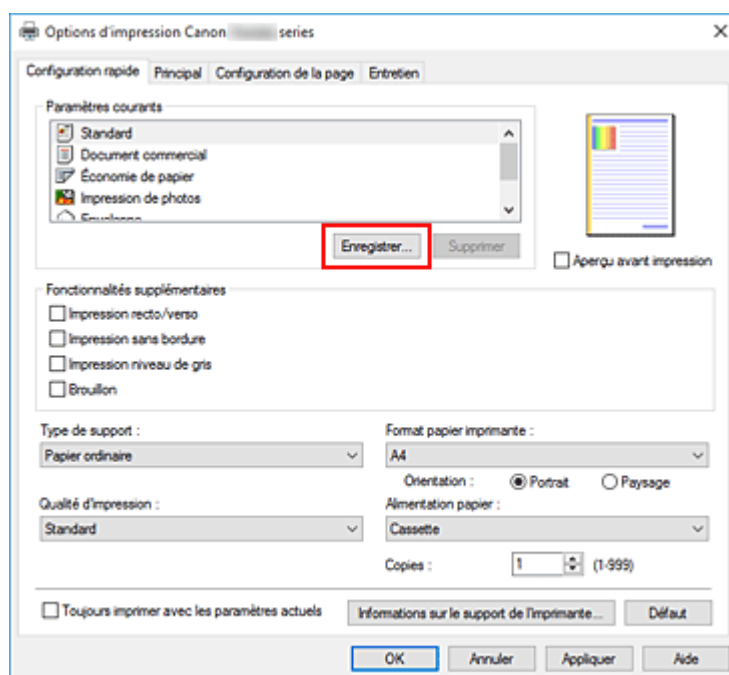 Options d'impression Canon series
Configuration rapide Principal Configuration de la page Entretien
Paramètres courants
Standard
Document commercial
Économie de papier
Impression de photos
Enveloppe
Enregistrer... Supprimer
Aperçu avant impression
Fonctionnalités supplémentaires
Impression recto/verso
Impression sans bordure
Impression niveau de gris
Brouillon
Type de support :
Papier ordinaire
Format papier imprimante :
A4
Orientation : Portrait Paysage
Qualité d'impression :
Standard
Alimentation papier :
Cassette
Copies : 1 (1-999)
Toujours imprimer avec les paramètres actuels Informations sur le support de l'imprimante... Défaut
OK Annuler Appliquer Aide